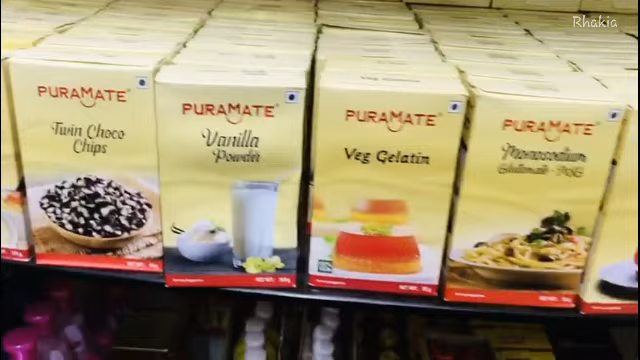 Rhakia
PURAMATE
Twin Choco
Chips
PURAMATE
Vanilla
Powder
PURAMATE
Veg Gelatin
PURAMATE
Monosodium
Glutamate - MSG